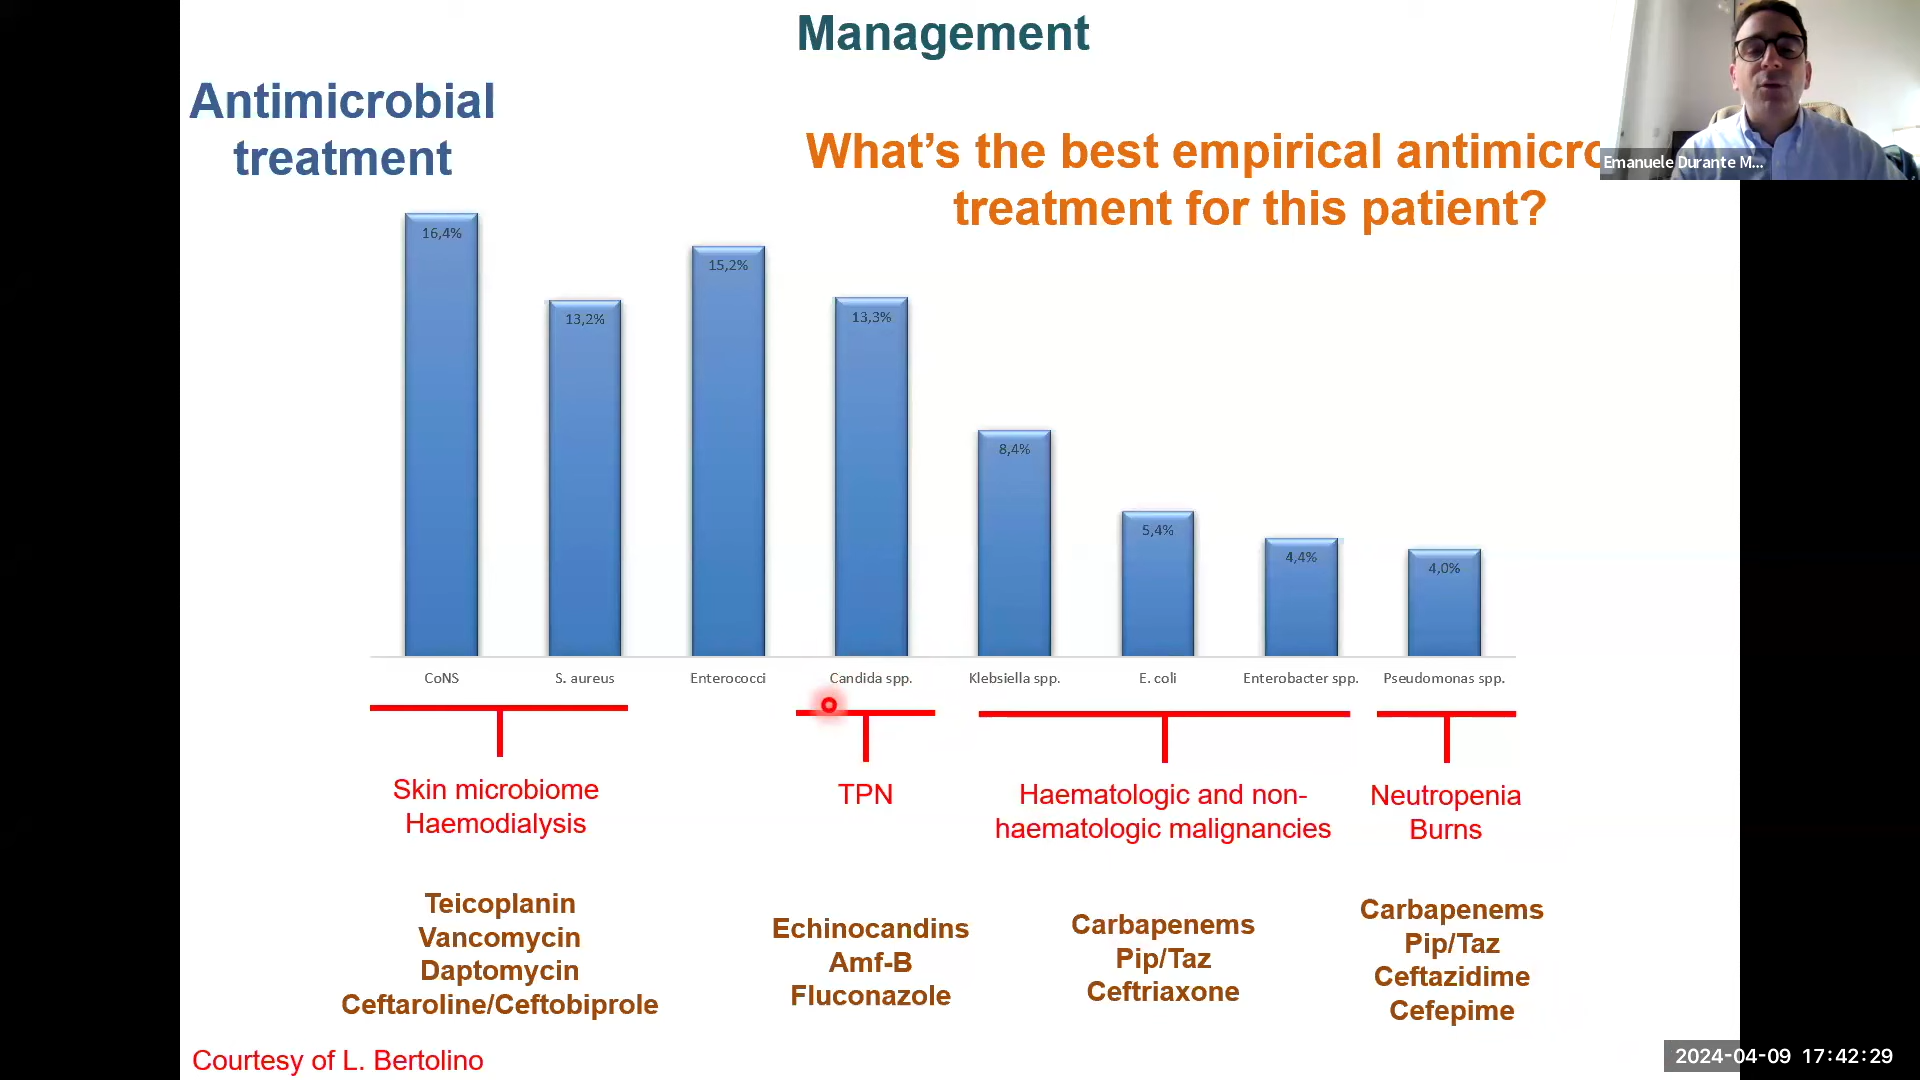 Management
Antimicrobial
treatment
What's the best empirical antimicro
treatment for this patient?
Emanuele Durante M...
16,4%
13,2%
15,2%
13,3%
8,4%
5,4%
4,4%
4,0%
CoNS
S. aureus
Enterococci
Candida spp.
Klebsiella spp.
E. coli
Enterobacter spp.
Pseudomonas spp.
Skin microbiome
Haemodialysis
TPN
Haematologic and non-
haematologic malignancies
Neutropenia
Burns
Teicoplanin
Vancomycin
Daptomycin
Ceftaroline/Ceftobiprole
Echinocandins
Amf-B
Fluconazole
Carbapenems
Pip/Taz
Ceftriaxone
Carbapenems
Pip/Taz
Ceftazidime
Cefepime
Courtesy of L. Bertolino
2024-04-09 17:42:29